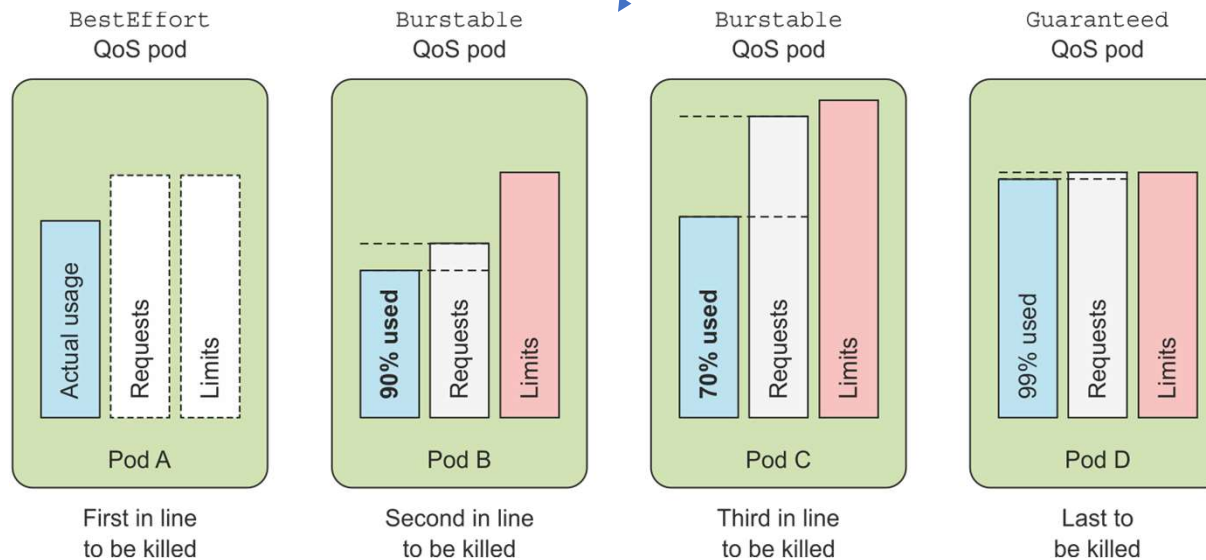 BestEffort
QoS pod
Actual usage
Requests
Limits
Pod A
First in line
to be killed
Burstable
QoS pod
90% used
Requests
Limits
Pod B
Second in line
to be killed
Burstable
QoS pod
70% used
Requests
Limits
Pod C
Third in line
to be killed
Guaranteed
QoS pod
99% used
Requests
Limits
Pod D
Last to
be killed